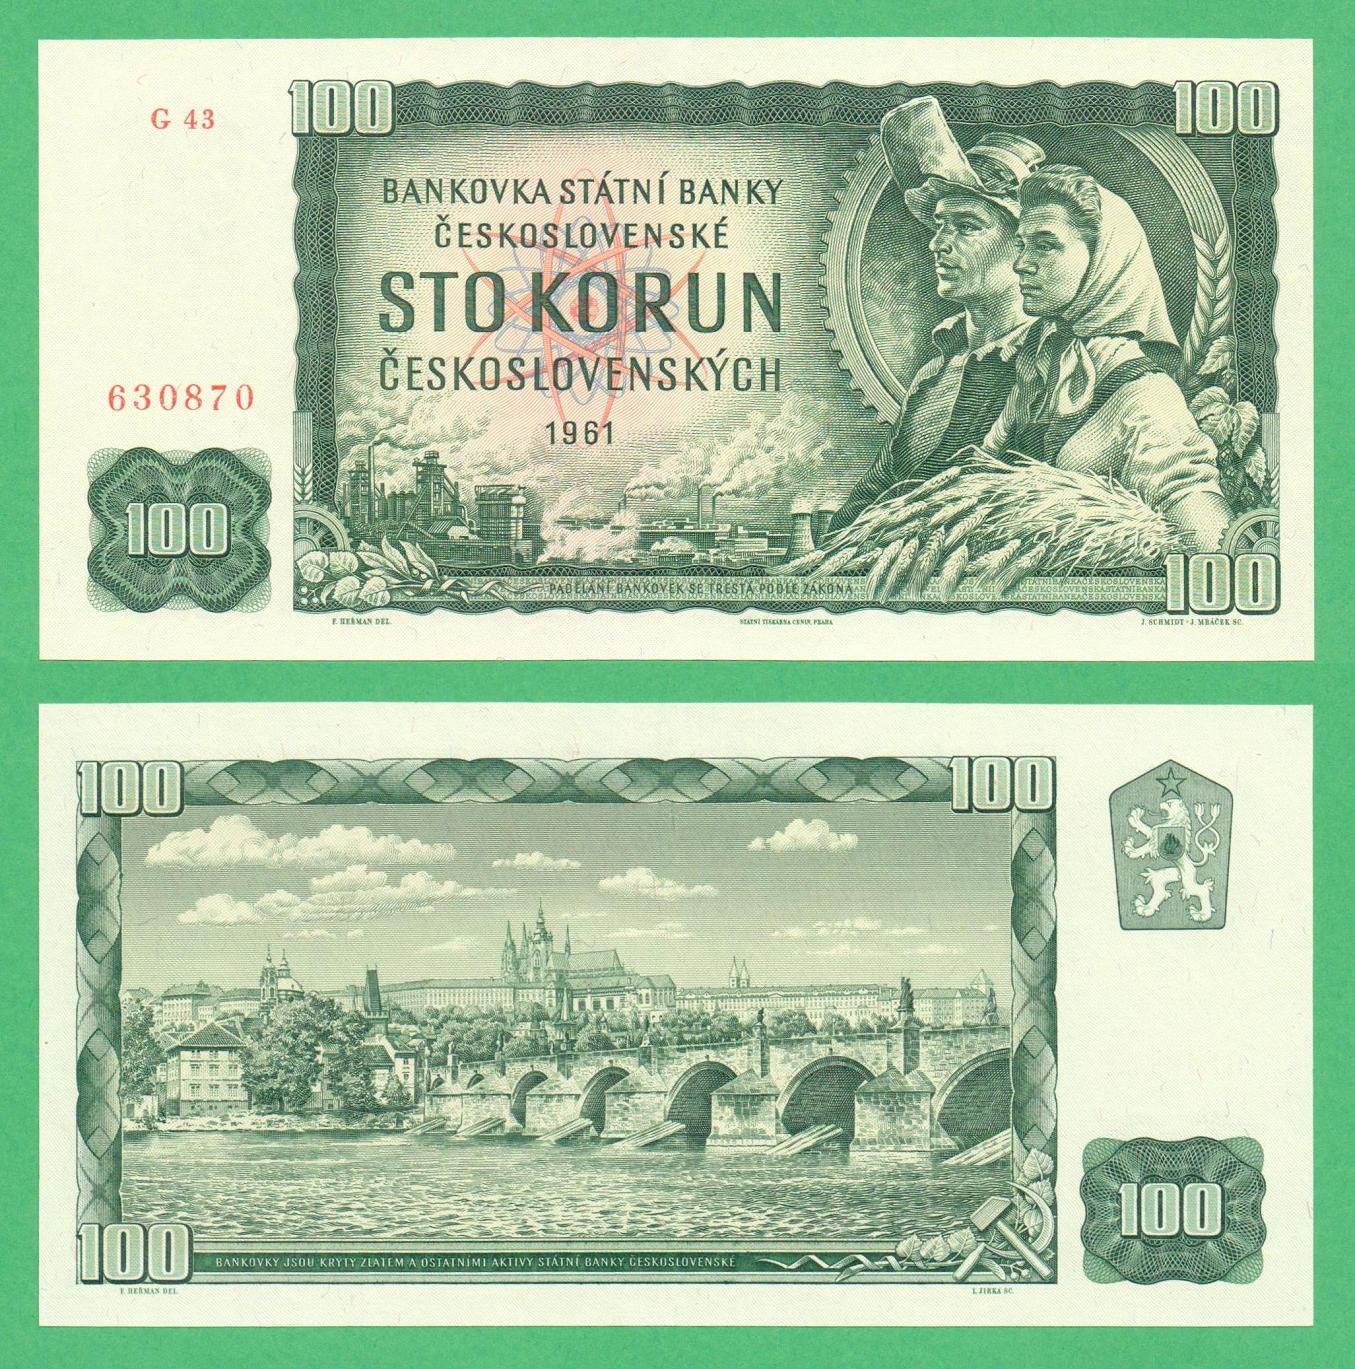 100
100
G 43
BANKOVKA STÁTNÍ BANKY
ČESKOSLOVENSKÉ
STO KORUN
ČESKOSLOVENSKÝCH
1961
630870
100
PADĚLÁNÍ BANKOVEK SE TRESTÁ PODLE ZÁKONA
100
F. HEŘMAN DEL.
STÁTNÍ TISKÁRNA CENIN, PRAHA
J. SCHMIDT - J. MRÁČEK SC.
100
100
100
100
BANKOVKY JSOU KRYTY ZLATEM A OSTATNÍMI AKTIVY STÁTNÍ BANKY ČESKOSLOVENSKÉ
F. HEŘMAN DEL.
L. JIRKA SC.